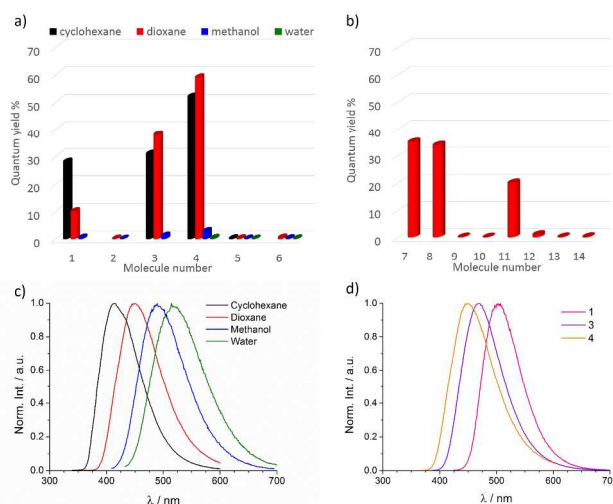 a)
cyclohexane dioxane methanol water
70
60
50
40
30
20
10
0
Quantum yield %
1 2 3 4 5 6
Molecule number
b)
70
60
50
40
30
20
10
0
Quantum yield %
7 8 9 10 11 12 13 14
Molecule number
c)
1.0
0.8
0.6
0.4
0.2
0.0
Norm. Int. / a.u.
Cyclohexane
Dioxane
Methanol
Water
300 400 500 600 700
λ / nm
d)
1.0
0.8
0.6
0.4
0.2
0.0
Norm. Int. / a.u.
1
3
4
300 400 500 600 700
λ / nm